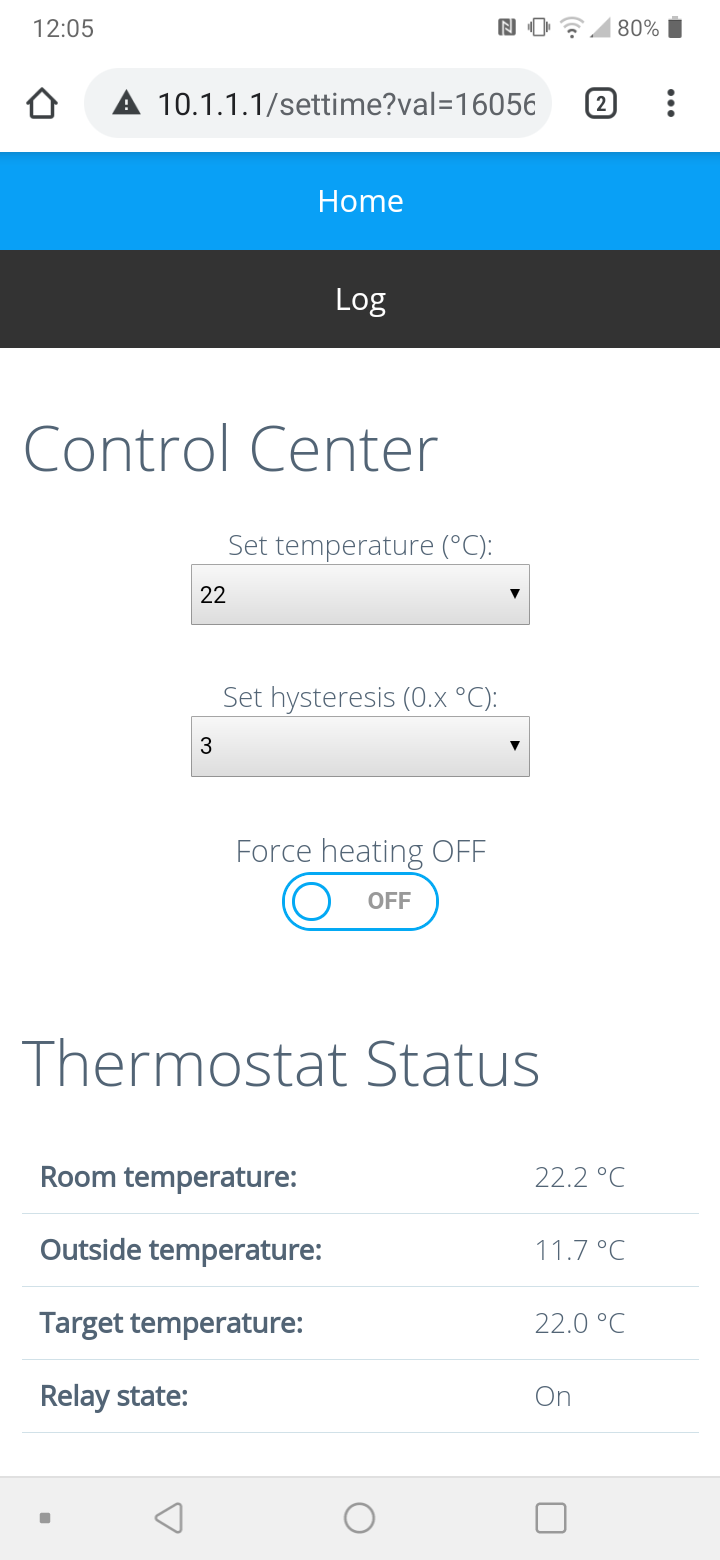 12:05 80%
10.1.1.1/settime?val=16056
2
Home
Log
Control Center
Set temperature (°C):
22
Set hysteresis (0.x °C):
3
Force heating OFF
OFF
Thermostat Status
Room temperature: 22.2 °C
Outside temperature: 11.7 °C
Target temperature: 22.0 °C
Relay state: On